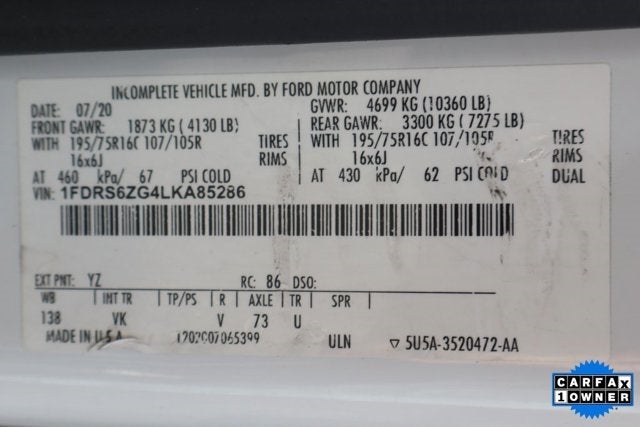 INCOMPLETE VEHICLE MFD. BY FORD MOTOR COMPANY
DATE: 07/20 GVWR: 4699 KG (10360 LB)
FRONT GAWR: 1873 KG ( 4130 LB) REAR GAWR: 3300 KG ( 7275 LB)
WITH 195/75R16C 107/105R TIRES WITH 195/75R16C 107/105R TIRES
16x6J RIMS 16x6J RIMS
AT 460 kPa/ 67 PSI COLD AT 430 kPa/ 62 PSI COLD DUAL
VIN: 1FDRS6ZG4LKA85286
EXT PNT: YZ RC: 86 DSO:
WB INT TR TP/PS R AXLE TR SPR
138 VK V 73 U
MADE IN U.S.A ULN ▽ 5U5A-3520472-AA
CARFAX
1 OWNER